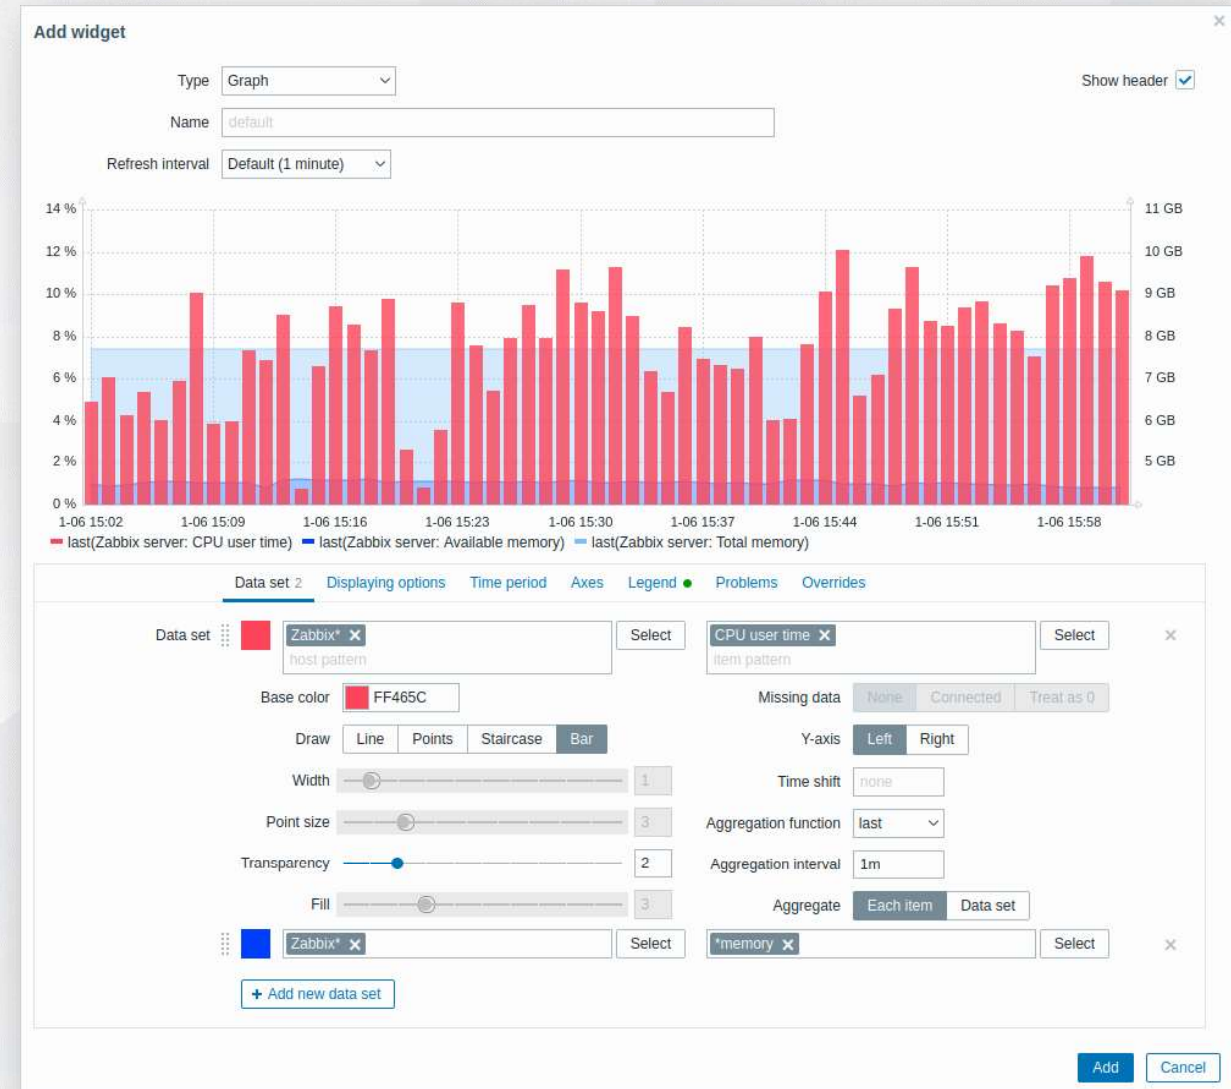 Add widget
×
Type Graph Show header
Name default
Refresh interval Default (1 minute)
14 % 11 GB
12 % 10 GB
10 % 9 GB
8 % 8 GB
6 % 7 GB
4 % 6 GB
2 % 5 GB
0 %
1-06 15:02 1-06 15:09 1-06 15:16 1-06 15:23 1-06 15:30 1-06 15:37 1-06 15:44 1-06 15:51 1-06 15:58
last(Zabbix server: CPU user time) last(Zabbix server: Available memory) last(Zabbix server: Total memory)
Data set 2 Displaying options Time period Axes Legend Problems Overrides
Data set Zabbix* × Select CPU user time × Select ×
host pattern item pattern
Base color FF465C Missing data None Connected Treat as 0
Draw Line Points Staircase Bar Y-axis Left Right
Width 1 Time shift none
Point size 3 Aggregation function last
Transparency 2 Aggregation interval 1m
Fill 3 Aggregate Each item Data set
Zabbix* × Select *memory × Select ×
+ Add new data set
Add Cancel